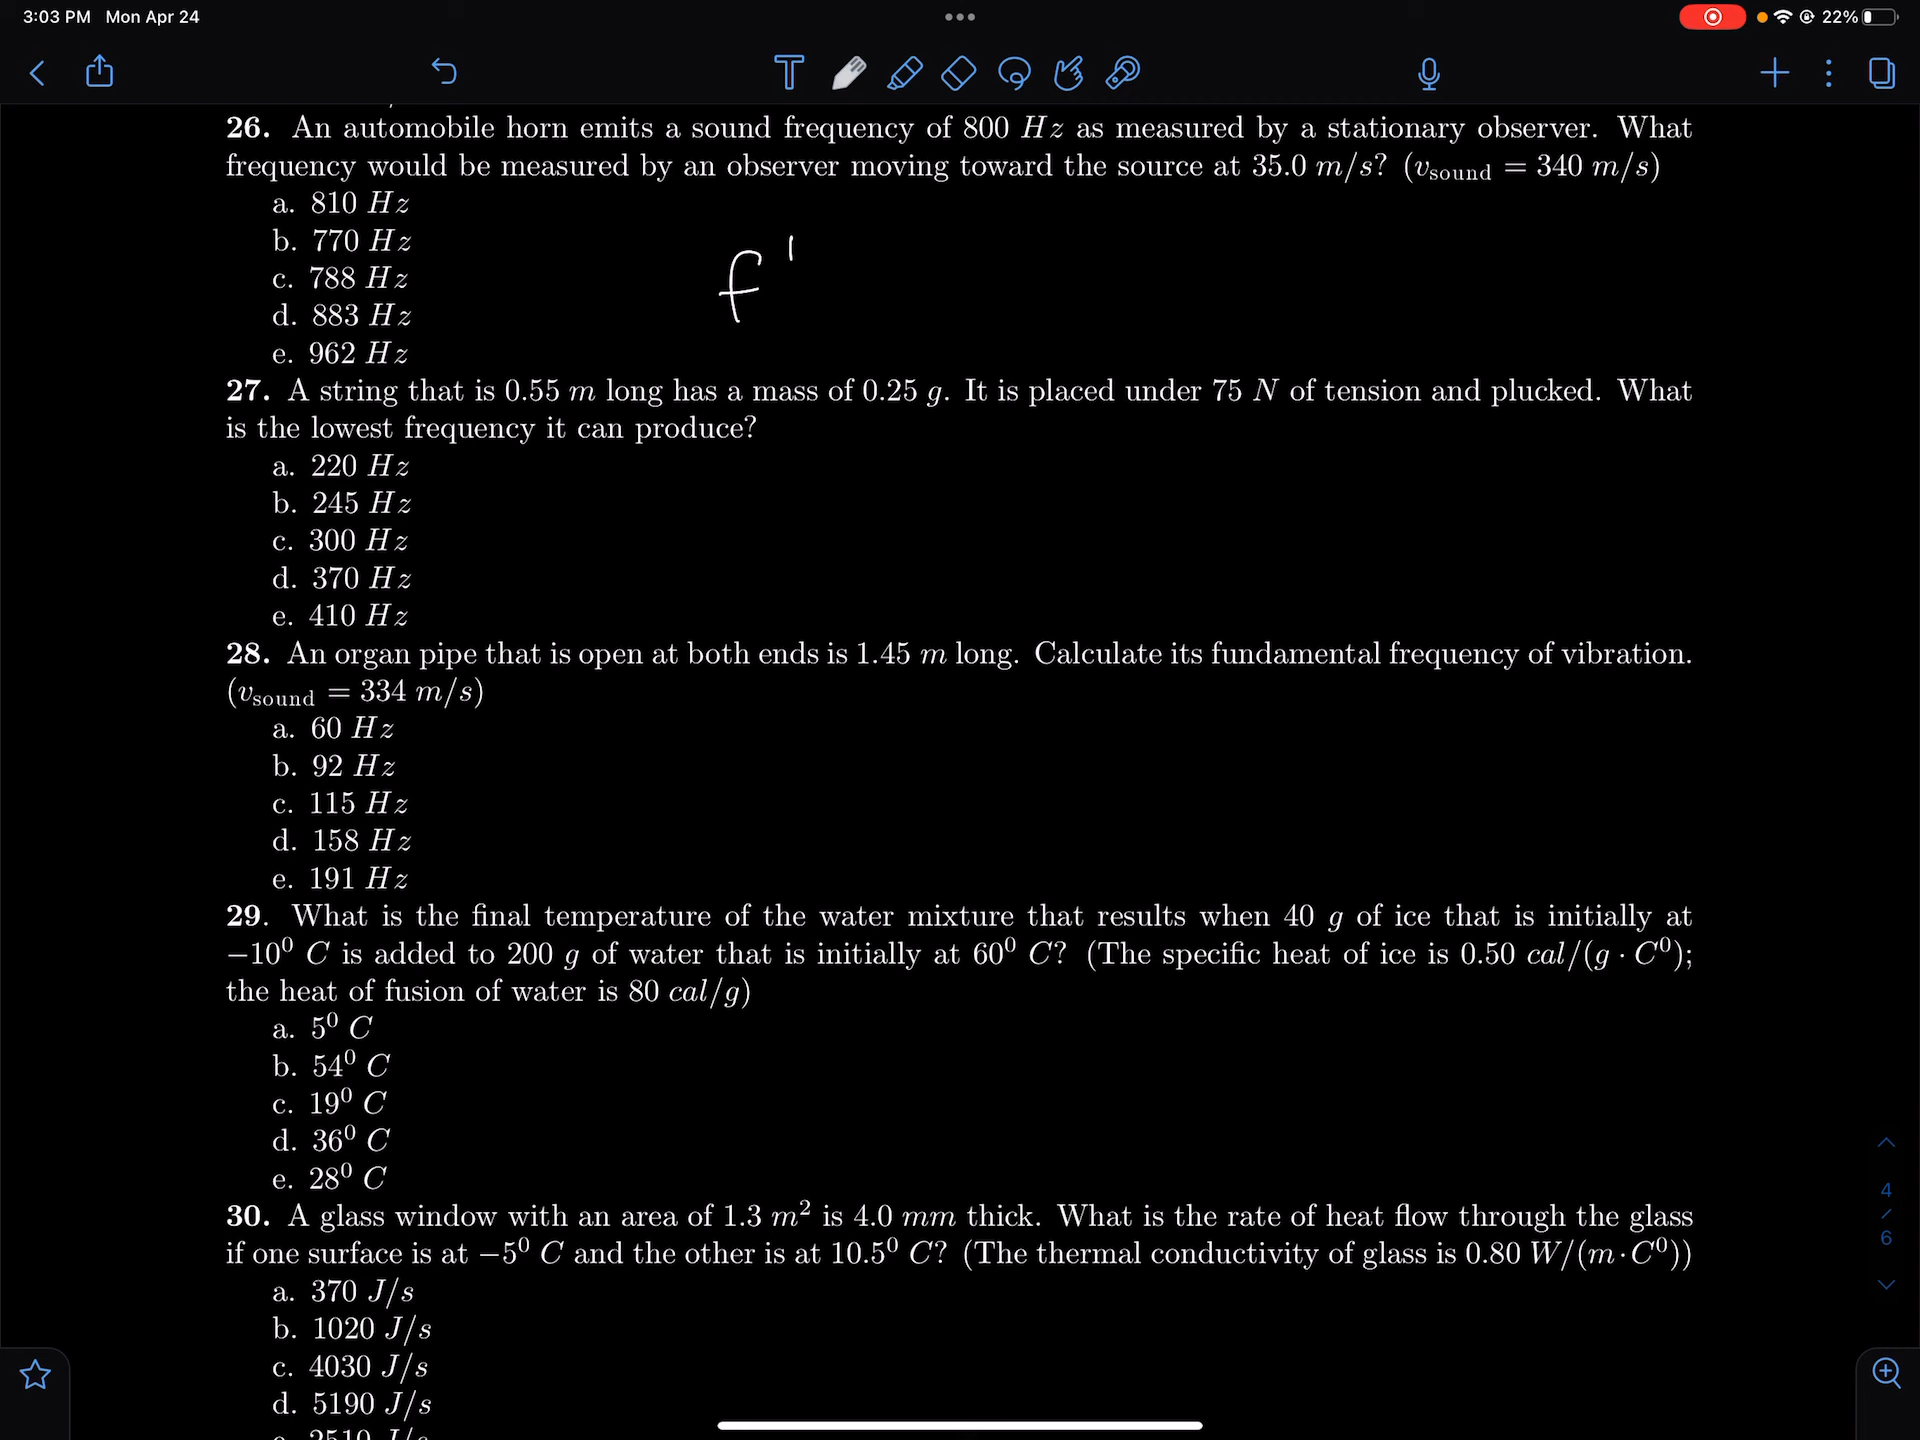 3:03 PM Mon Apr 24
22%
26. An automobile horn emits a sound frequency of 800 Hz as measured by a stationary observer. What
frequency would be measured by an observer moving toward the source at 35.0 m/s? (v_sound = 340 m/s)
a. 810 Hz
b. 770 Hz
c. 788 Hz
d. 883 Hz
e. 962 Hz
f'
27. A string that is 0.55 m long has a mass of 0.25 g. It is placed under 75 N of tension and plucked. What
is the lowest frequency it can produce?
a. 220 Hz
b. 245 Hz
c. 300 Hz
d. 370 Hz
e. 410 Hz
28. An organ pipe that is open at both ends is 1.45 m long. Calculate its fundamental frequency of vibration.
(v_sound = 334 m/s)
a. 60 Hz
b. 92 Hz
c. 115 Hz
d. 158 Hz
e. 191 Hz
29. What is the final temperature of the water mixture that results when 40 g of ice that is initially at
−10⁰ C is added to 200 g of water that is initially at 60⁰ C? (The specific heat of ice is 0.50 cal/(g · C⁰);
the heat of fusion of water is 80 cal/g)
a. 5⁰ C
b. 54⁰ C
c. 19⁰ C
d. 36⁰ C
e. 28⁰ C
30. A glass window with an area of 1.3 m² is 4.0 mm thick. What is the rate of heat flow through the glass
if one surface is at −5⁰ C and the other is at 10.5⁰ C? (The thermal conductivity of glass is 0.80 W/(m · C⁰))
a. 370 J/s
b. 1020 J/s
c. 4030 J/s
d. 5190 J/s
e. 2510 J/s
4
/
6